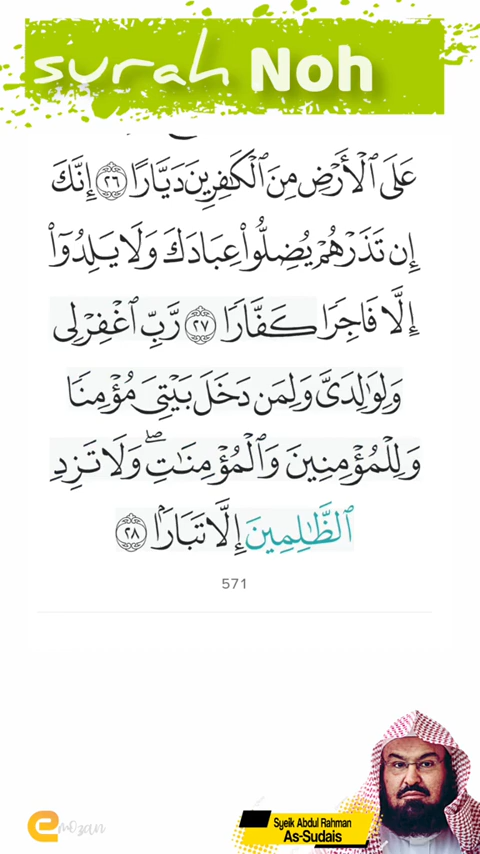 surah Noh
عَلَى ٱلْأَرْضِ مِنَ ٱلْكَٰفِرِينَ دَيَّارًا ٢٦ إِنَّكَ
إِن تَذَرْهُمْ يُضِلُّوا۟ عِبَادَكَ وَلَا يَلِدُوٓا۟
إِلَّا فَاجِرًا كَفَّارًا ٢٧ رَّبِّ ٱغْفِرْ لِى
وَلِوَٰلِدَىَّ وَلِمَن دَخَلَ بَيْتِىَ مُؤْمِنًا
وَلِلْمُؤْمِنِينَ وَٱلْمُؤْمِنَٰتِۖ وَلَا تَزِدِ
ٱلظَّٰلِمِينَ إِلَّا تَبَارًۢا ٢٨
571
emozan
Syeik Abdul Rahman
As-Sudais